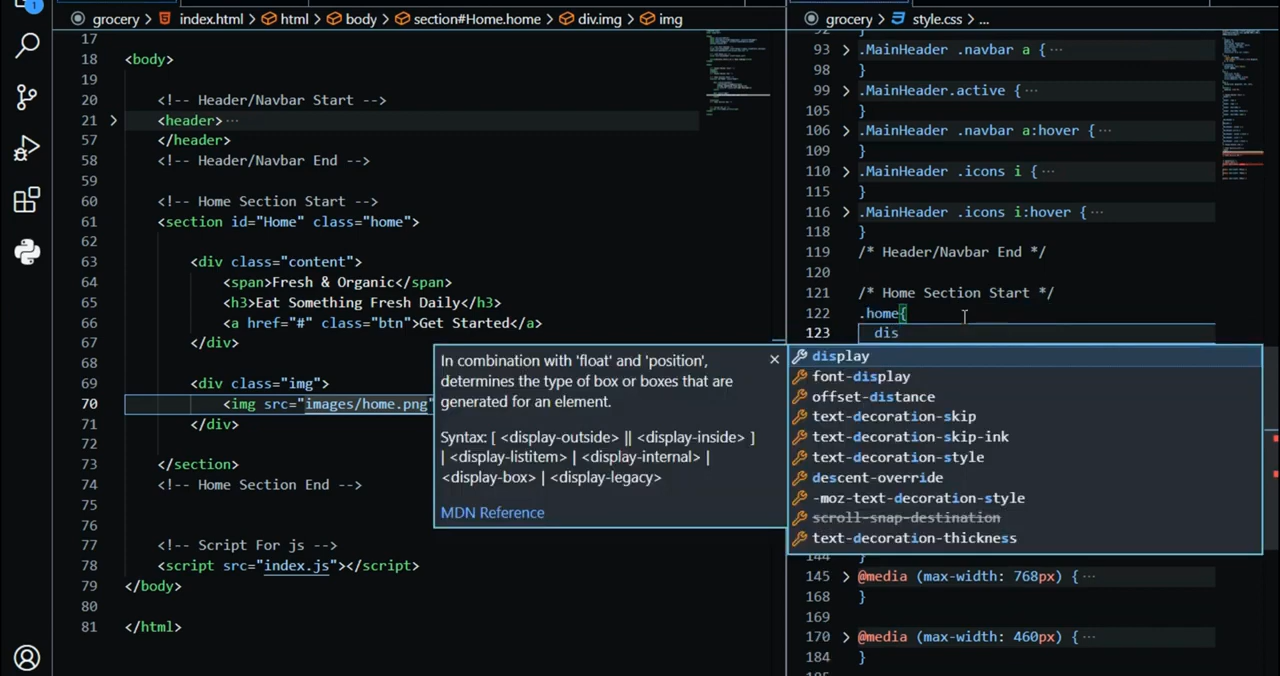 1
grocery > index.html > html > body > section#Home.home > div.img > img
17
18 <body>
19
20 <!-- Header/Navbar Start -->
21 <header>···
57 </header>
58 <!-- Header/Navbar End -->
59
60 <!-- Home Section Start -->
61 <section id="Home" class="home">
62
63 <div class="content">
64 <span>Fresh & Organic</span>
65 <h3>Eat Something Fresh Daily</h3>
66 <a href="#" class="btn">Get Started</a>
67 </div>
68
69 <div class="img">
70 <img src="images/home.png"
71 </div>
72
73 </section>
74 <!-- Home Section End -->
75
76
77 <!-- Script For js -->
78 <script src="index.js"></script>
79 </body>
80
81 </html>
In combination with 'float' and 'position',
determines the type of box or boxes that are
generated for an element.
Syntax: [ <display-outside> || <display-inside> ]
| <display-listitem> | <display-internal> |
<display-box> | <display-legacy>
MDN Reference
grocery > style.css > ...
92 }
93 .MainHeader .navbar a {···
98 }
99 .MainHeader.active {···
105 }
106 .MainHeader .navbar a:hover {···
109 }
110 .MainHeader .icons i {···
115 }
116 .MainHeader .icons i:hover {···
118 }
119 /* Header/Navbar End */
120
121 /* Home Section Start */
122 .home{
123 dis
display
font-display
offset-distance
text-decoration-skip
text-decoration-skip-ink
text-decoration-style
descent-override
-moz-text-decoration-style
scroll-snap-destination
text-decoration-thickness
144 }
145 @media (max-width: 768px) {···
168 }
169
170 @media (max-width: 460px) {···
184 }